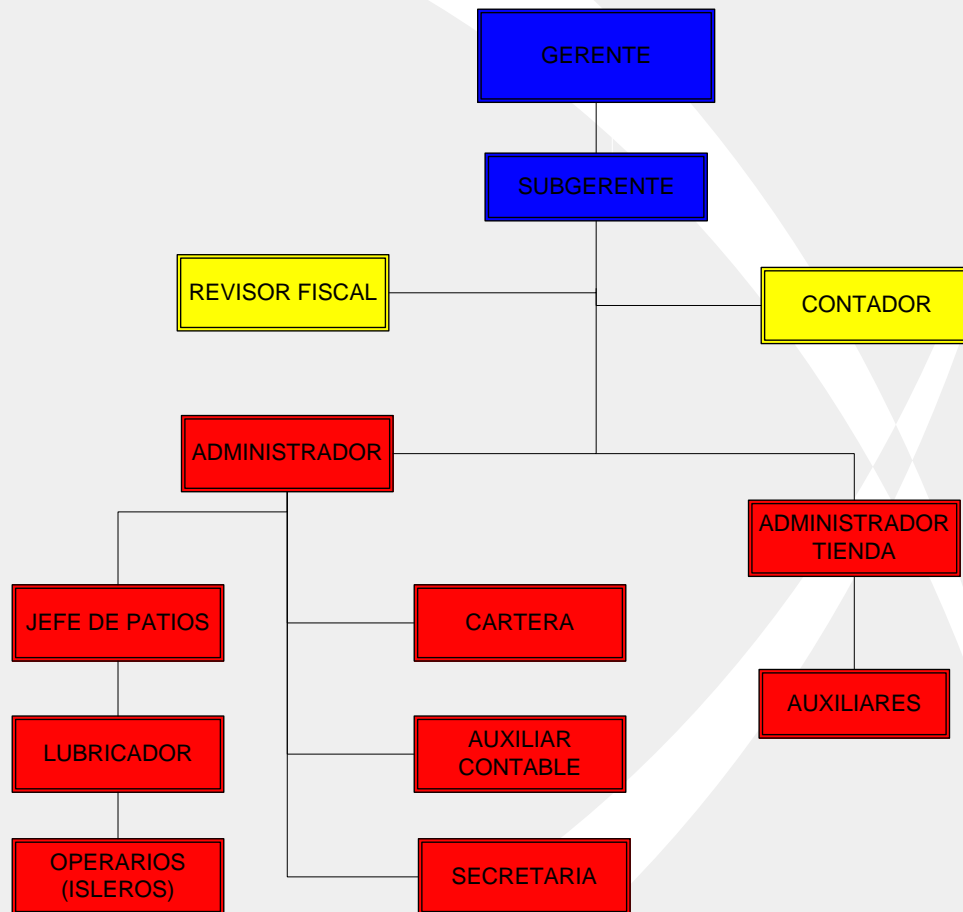 GERENTE
SUBGERENTE
REVISOR FISCAL
CONTADOR
ADMINISTRADOR
ADMINISTRADOR
TIENDA
JEFE DE PATIOS
CARTERA
AUXILIARES
LUBRICADOR
AUXILIAR
CONTABLE
OPERARIOS
(ISLEROS)
SECRETARIA